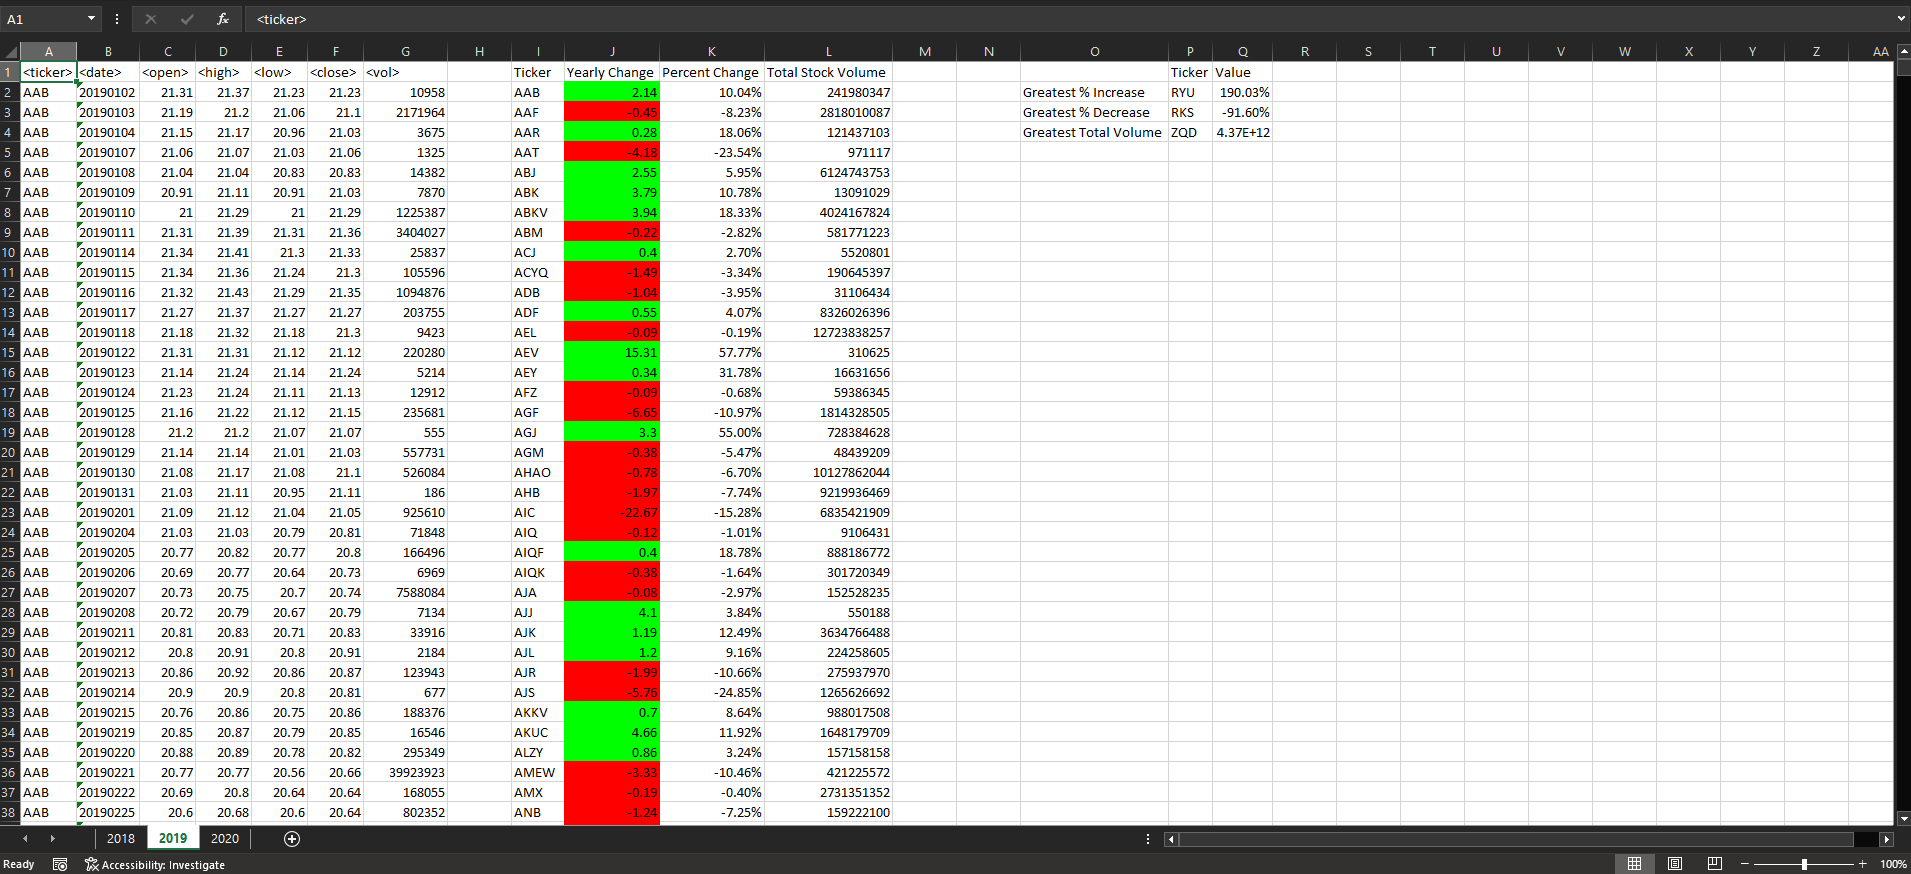 A1 fx <ticker>
A B C D E F G H I J K L M N O P Q R S T U V W X Y Z AA
1 <ticker> <date> <open> <high> <low> <close> <vol> Ticker Yearly Change Percent Change Total Stock Volume Ticker Value
2 AAB 20190102 21.31 21.37 21.23 21.23 10958 AAB 2.14 10.04% 241980347 Greatest % Increase RYU 190.03%
3 AAB 20190103 21.19 21.2 21.06 21.1 2171964 AAF -0.45 -8.23% 2818010087 Greatest % Decrease RKS -91.60%
4 AAB 20190104 21.15 21.17 20.96 21.03 3675 AAR 0.28 18.06% 121437103 Greatest Total Volume ZQD 4.37E+12
5 AAB 20190107 21.06 21.07 21.03 21.06 1325 AAT -4.18 -23.54% 971117
6 AAB 20190108 21.04 21.04 20.83 20.83 14382 ABJ 2.55 5.95% 6124743753
7 AAB 20190109 20.91 21.11 20.91 21.03 7870 ABK 3.79 10.78% 13091029
8 AAB 20190110 21 21.29 21 21.29 1225387 ABKV 3.94 18.33% 4024167824
9 AAB 20190111 21.31 21.39 21.31 21.36 3404027 ABM -0.22 -2.82% 581771223
10 AAB 20190114 21.34 21.41 21.3 21.33 25837 ACJ 0.4 2.70% 5520801
11 AAB 20190115 21.34 21.36 21.24 21.3 105596 ACYQ -1.49 -3.34% 190645397
12 AAB 20190116 21.32 21.43 21.29 21.35 1094876 ADB -1.04 -3.95% 31106434
13 AAB 20190117 21.27 21.37 21.27 21.27 203755 ADF 0.55 4.07% 8326026396
14 AAB 20190118 21.18 21.32 21.18 21.3 9423 AEL -0.09 -0.19% 12723838257
15 AAB 20190122 21.31 21.31 21.12 21.12 220280 AEV 15.31 57.77% 310625
16 AAB 20190123 21.14 21.24 21.14 21.24 5214 AEY 0.34 31.78% 16631656
17 AAB 20190124 21.23 21.24 21.11 21.13 12912 AFZ -0.09 -0.68% 59386345
18 AAB 20190125 21.16 21.22 21.12 21.15 235681 AGF -6.65 -10.97% 1814328505
19 AAB 20190128 21.2 21.2 21.07 21.07 555 AGJ 3.3 55.00% 728384628
20 AAB 20190129 21.14 21.14 21.01 21.03 557731 AGM -0.38 -5.47% 48439209
21 AAB 20190130 21.08 21.17 21.08 21.1 526084 AHAO -0.78 -6.70% 10127862044
22 AAB 20190131 21.03 21.11 20.95 21.11 186 AHB -1.97 -7.74% 9219936469
23 AAB 20190201 21.09 21.12 21.04 21.05 925610 AIC -22.67 -15.28% 6835421909
24 AAB 20190204 21.03 21.03 20.79 20.81 71848 AIQ -0.12 -1.01% 9106431
25 AAB 20190205 20.77 20.82 20.77 20.8 166496 AIQF 0.4 18.78% 888186772
26 AAB 20190206 20.69 20.77 20.64 20.73 6969 AIQK -0.38 -1.64% 301720349
27 AAB 20190207 20.73 20.75 20.7 20.74 7588084 AJA -0.08 -2.97% 152528235
28 AAB 20190208 20.72 20.79 20.67 20.79 7134 AJJ 4.1 3.84% 550188
29 AAB 20190211 20.81 20.83 20.71 20.83 33916 AJK 1.19 12.49% 3634766488
30 AAB 20190212 20.8 20.91 20.8 20.91 2184 AJL 1.2 9.16% 224258605
31 AAB 20190213 20.86 20.92 20.86 20.87 123943 AJR -1.99 -10.66% 275937970
32 AAB 20190214 20.9 20.9 20.8 20.81 677 AJS -5.76 -24.85% 1265626692
33 AAB 20190215 20.76 20.86 20.75 20.86 188376 AKKV 0.7 8.64% 988017508
34 AAB 20190219 20.85 20.87 20.79 20.85 16546 AKUC 4.66 11.92% 1648179709
35 AAB 20190220 20.88 20.89 20.78 20.82 295349 ALZY 0.86 3.24% 157158158
36 AAB 20190221 20.77 20.77 20.56 20.66 39923923 AMEW -3.33 -10.46% 421225572
37 AAB 20190222 20.69 20.8 20.64 20.64 168055 AMX -0.19 -0.40% 2731351352
38 AAB 20190225 20.6 20.68 20.6 20.64 802352 ANB -1.24 -7.25% 159222100
2018 2019 2020
Ready Accessibility: Investigate 100%